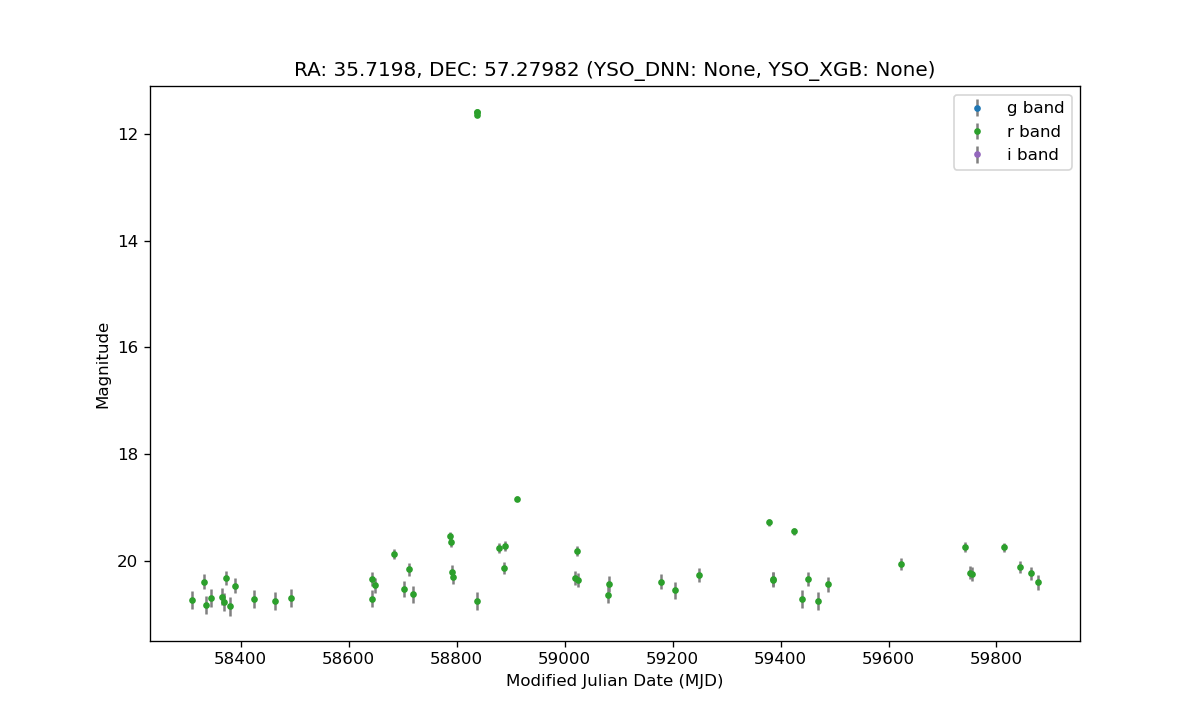 RA: 35.7198, DEC: 57.27982 (YSO_DNN: None, YSO_XGB: None)
g band
r band
i band
12
14
16
18
20
Magnitude
58400 58600 58800 59000 59200 59400 59600 59800
Modified Julian Date (MJD)